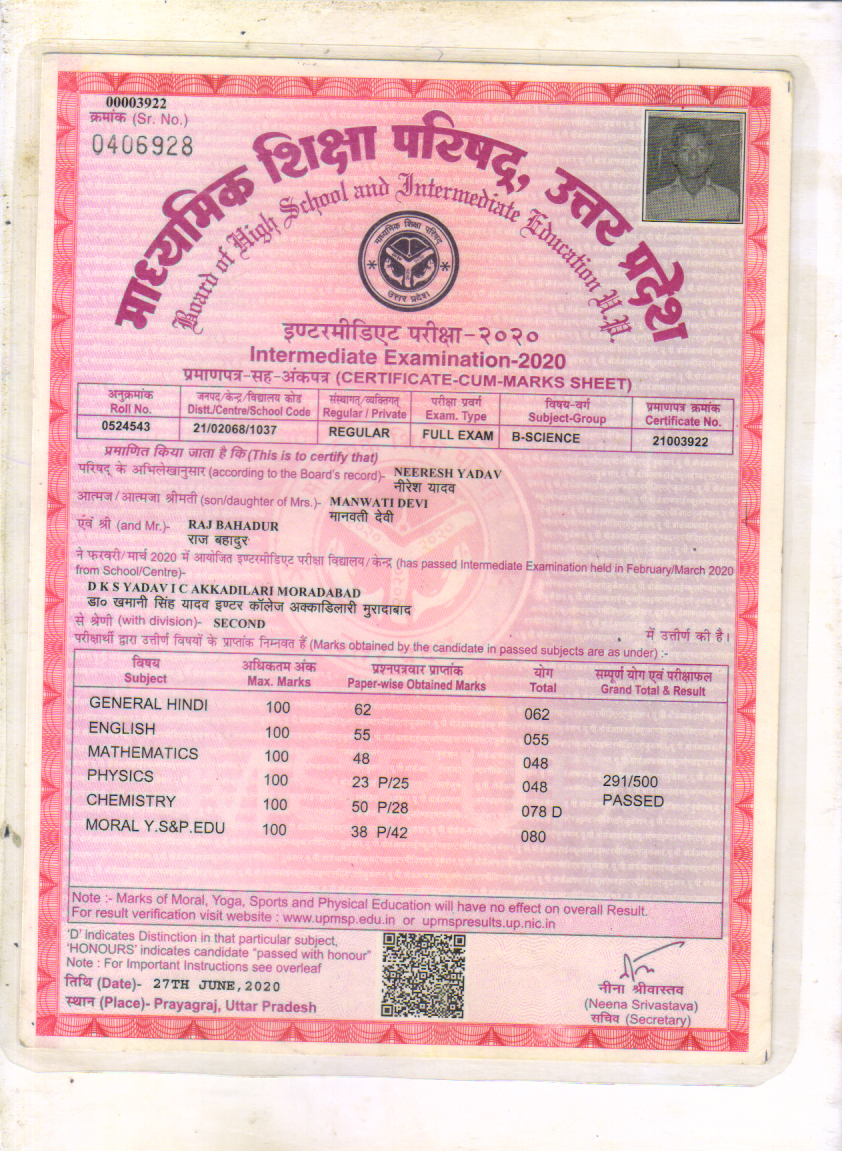 00003922
क्रमांक (Sr. No.)
0406928
माध्यमिक शिक्षा परिषद्, उत्तर प्रदेश
Board of High School and Intermediate Education U.P.
माध्यमिक शिक्षा परिषद
उत्तर प्रदेश
इण्टरमीडिएट परीक्षा-२०२०
Intermediate Examination-2020
प्रमाणपत्र-सह-अंकपत्र (CERTIFICATE-CUM-MARKS SHEET)
अनुक्रमांक जनपद/केन्द्र/विद्यालय कोड संस्थागत्/व्यक्तिगत् परीक्षा प्रवर्ग विषय-वर्ग प्रमाणपत्र क्रमांक
Roll No. Distt./Centre/School Code Regular / Private Exam. Type Subject-Group Certificate No.
0524543 21/02068/1037 REGULAR FULL EXAM B-SCIENCE 21003922
प्रमाणित किया जाता है कि (This is to certify that)
परिषद् के अभिलेखानुसार (according to the Board's record)- NEERESH YADAV
नीरेश यादव
आत्मज/आत्मजा श्रीमती (son/daughter of Mrs.)- MANWATI DEVI
मानवती देवी
एंवं श्री (and Mr.)- RAJ BAHADUR
राज बहादुर
ने फरवरी/मार्च 2020 में आयोजित इण्टरमीडिएट परीक्षा विद्यालय/केन्द्र (has passed Intermediate Examination held in February/March 2020
from School/Centre)-
D K S YADAV I C AKKADILARI MORADABAD
डा० खमानी सिंह यादव इण्टर कॉलेज अक्काडिलारी मुरादाबाद
से श्रेणी (with division)- SECOND में उत्तीर्ण की है।
परीक्षार्थी द्वारा उत्तीर्ण विषयों के प्राप्तांक निम्नवत हैं (Marks obtained by the candidate in passed subjects are as under) :-
विषय अधिकतम अंक प्रश्नपत्रवार प्राप्तांक योग सम्पूर्ण योग एवं परीक्षाफल
Subject Max. Marks Paper-wise Obtained Marks Total Grand Total & Result
GENERAL HINDI 100 62 062
ENGLISH 100 55 055
MATHEMATICS 100 48 048
PHYSICS 100 23 P/25 048 291/500
CHEMISTRY 100 50 P/28 078 D PASSED
MORAL Y.S&P.EDU 100 38 P/42 080
Note :- Marks of Moral, Yoga, Sports and Physical Education will have no effect on overall Result.
For result verification visit website : www.upmsp.edu.in or upmspresults.up.nic.in
'D' indicates Distinction in that particular subject,
'HONOURS' indicates candidate "passed with honour"
Note : For Important Instructions see overleaf
तिथि (Date)- 27TH JUNE,2020
स्थान (Place)- Prayagraj, Uttar Pradesh
नीना श्रीवास्तव
(Neena Srivastava)
सचिव (Secretary)